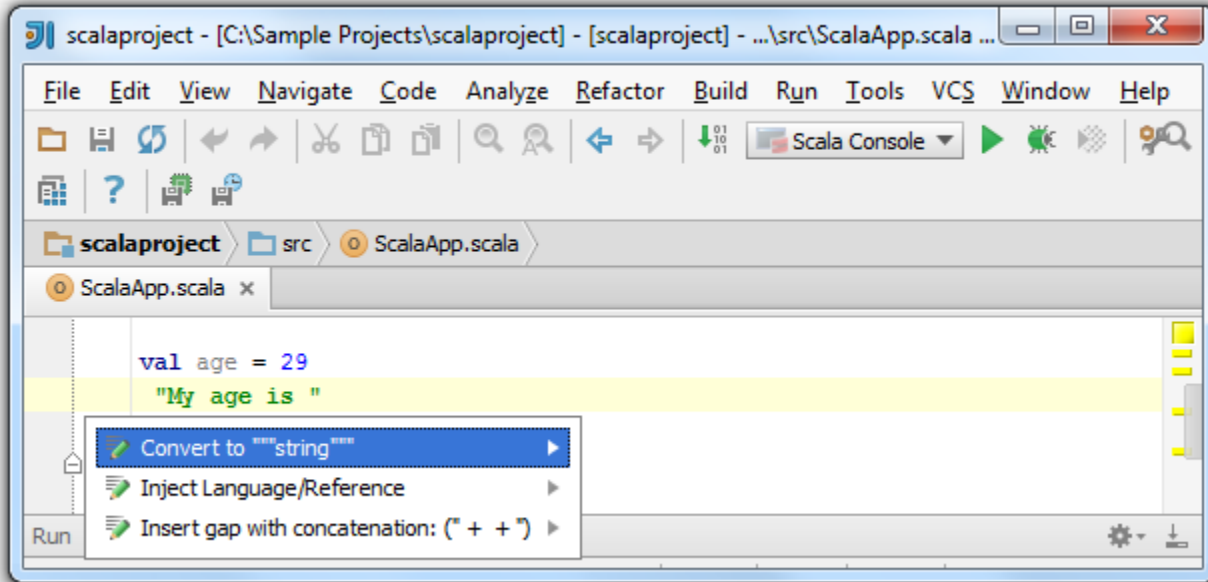 scalaproject - [C:\Sample Projects\scalaproject] - [scalaproject] - ...\src\ScalaApp.scala ...
File Edit View Navigate Code Analyze Refactor Build Run Tools VCS Window Help
Scala Console
scalaproject src ScalaApp.scala
ScalaApp.scala
val age = 29
"My age is "
Convert to """string"""
Inject Language/Reference
Insert gap with concatenation: (" + + ")
Run